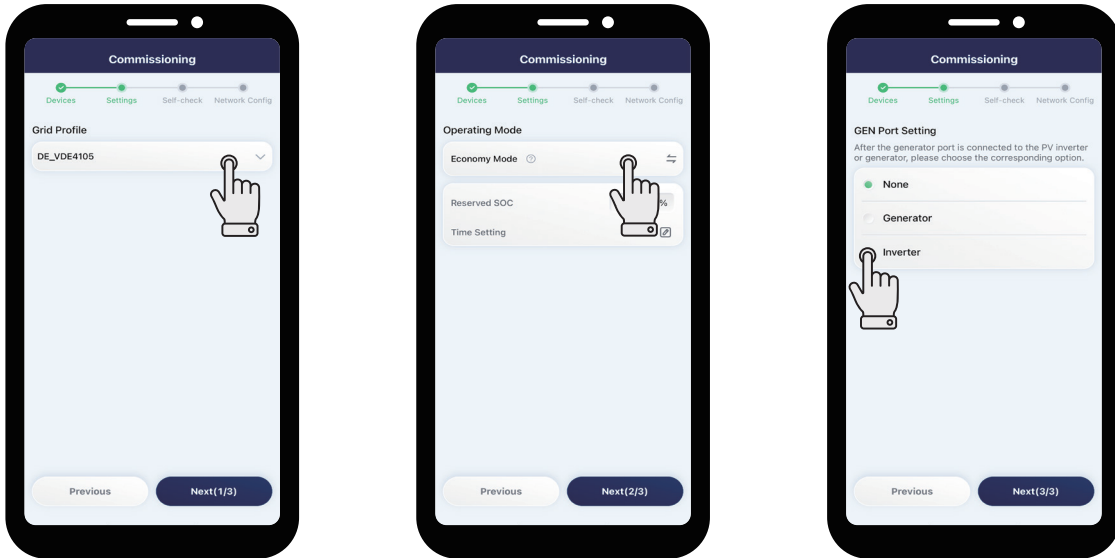 Commissioning
Devices Settings Self-check Network Config
Grid Profile
DE_VDE4105
Previous Next(1/3)
Commissioning
Devices Settings Self-check Network Config
Operating Mode
Economy Mode ?
Reserved SOC %
Time Setting
Previous Next(2/3)
Commissioning
Devices Settings Self-check Network Config
GEN Port Setting
After the generator port is connected to the PV inverter
or generator, please choose the corresponding option.
None
Generator
Inverter
Previous Next(3/3)